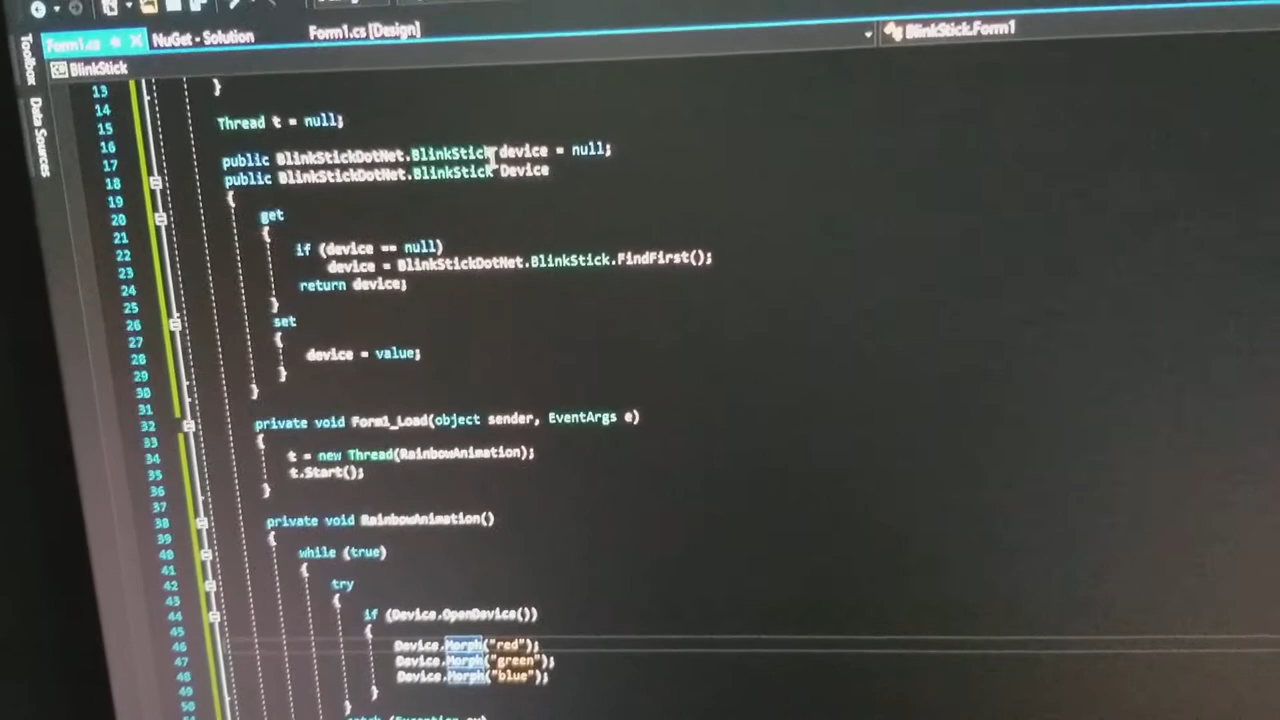 Form1.cs
NuGet - Solution
Form1.cs [Design]
BlinkStick
BlinkStick.Form1
Toolbox
Data Sources
13 }
14
15 Thread t = null;
16
17 public BlinkStickDotNet.BlinkStick device = null;
18 public BlinkStickDotNet.BlinkStick Device
19 {
20 get
21 {
22 if (device == null)
23 device = BlinkStickDotNet.BlinkStick.FindFirst();
24 return device;
25 }
26 set
27 {
28 device = value;
29 }
30 }
31
32 private void Form1_Load(object sender, EventArgs e)
33 {
34 t = new Thread(RainbowAnimation);
35 t.Start();
36 }
37
38 private void RainbowAnimation()
39 {
40 while (true)
41 {
42 try
43 {
44 if (Device.OpenDevice())
45 {
46 Device.Morph("red");
47 Device.Morph("green");
48 Device.Morph("blue");
49 }
50 }